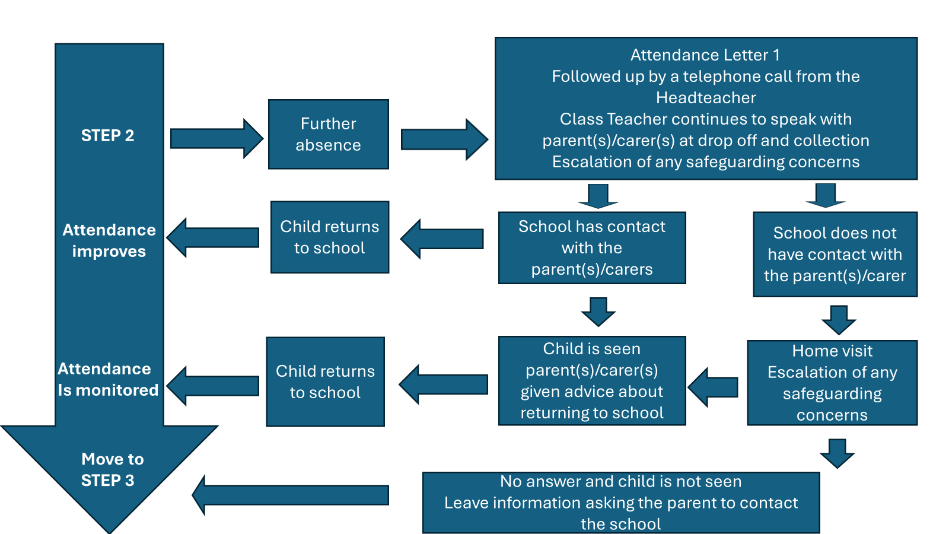 STEP 2
Further
absence
Attendance Letter 1
Followed up by a telephone call from the
Headteacher
Class Teacher continues to speak with
parent(s)/carer(s) at drop off and collection
Escalation of any safeguarding concerns
Attendance
improves
Child returns
to school
School has contact
with the
parent(s)/carers
School does not
have contact with
the parent(s)/carer
Attendance
Is monitored
Child returns
to school
Child is seen
parent(s)/carer(s)
given advice about
returning to school
Home visit
Escalation of any
safeguarding
concerns
Move to
STEP 3
No answer and child is not seen
Leave information asking the parent to contact
the school